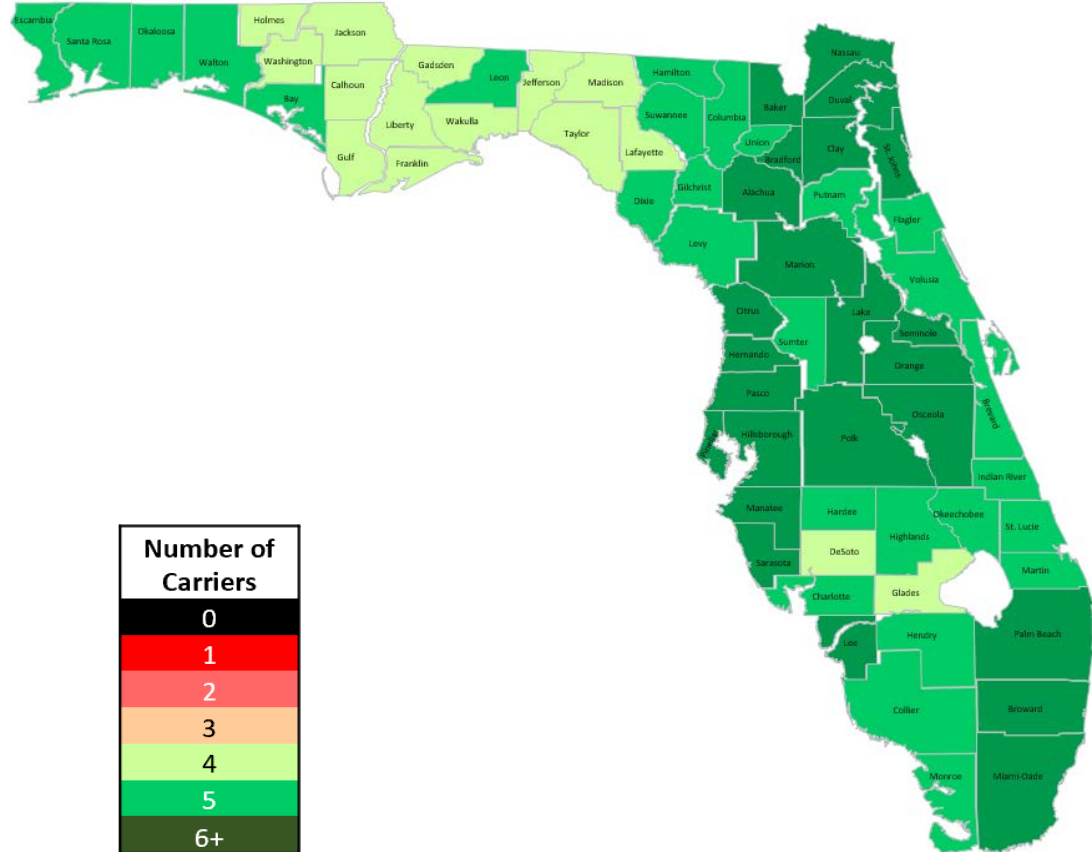 Escambia
Santa Rosa
Okaloosa
Walton
Holmes
Washington
Bay
Jackson
Calhoun
Gulf
Gadsden
Liberty
Franklin
Leon
Wakulla
Jefferson
Madison
Taylor
Lafayette
Hamilton
Suwannee
Columbia
Baker
Nassau
Duval
Union
Bradford
Clay
St. Johns
Dixie
Gilchrist
Alachua
Putnam
Flagler
Levy
Marion
Volusia
Citrus
Sumter
Lake
Seminole
Hernando
Orange
Pasco
Brevard
Osceola
Pinellas
Hillsborough
Polk
Indian River
Manatee
Hardee
Highlands
Okeechobee
St. Lucie
DeSoto
Sarasota
Martin
Charlotte
Glades
Lee
Hendry
Palm Beach
Collier
Broward
Monroe
Miami-Dade
Number of
Carriers
0
1
2
3
4
5
6+